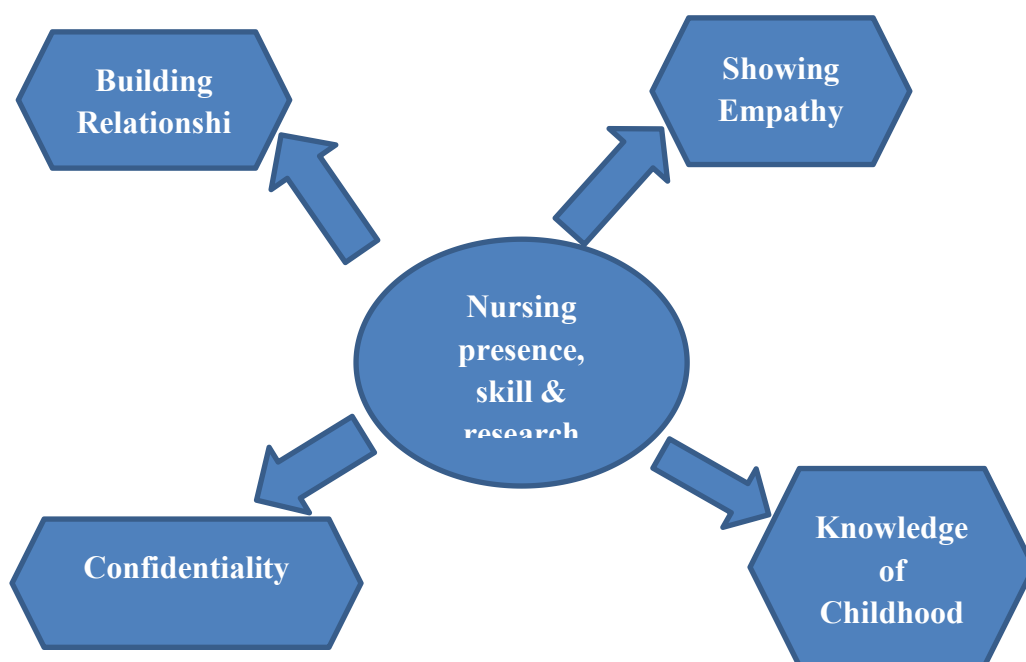 Building
Relationshi
Showing
Empathy
Nursing
presence,
skill &
research
Confidentiality
Knowledge
of
Childhood